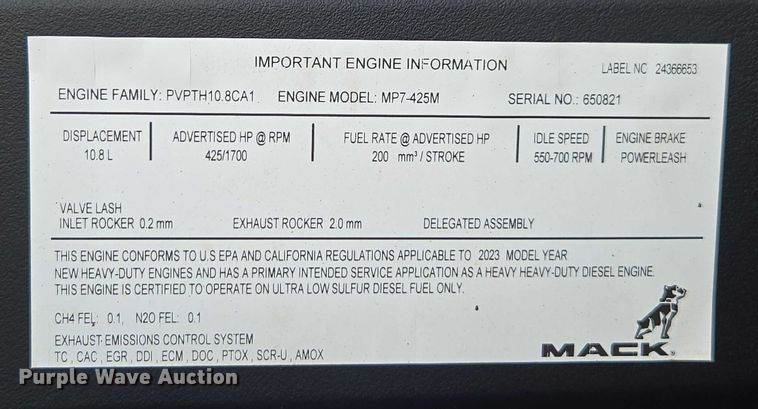 IMPORTANT ENGINE INFORMATION
LABEL NO 24366653
ENGINE FAMILY: PVPTH10.8CA1 ENGINE MODEL: MP7-425M SERIAL NO.: 650821
DISPLACEMENT ADVERTISED HP @ RPM FUEL RATE @ ADVERTISED HP IDLE SPEED ENGINE BRAKE
10.8 L 425/1700 200 mm³ / STROKE 550-700 RPM POWERLEASH
VALVE LASH
INLET ROCKER 0.2 mm EXHAUST ROCKER 2.0 mm DELEGATED ASSEMBLY
THIS ENGINE CONFORMS TO U.S EPA AND CALIFORNIA REGULATIONS APPLICABLE TO 2023 MODEL YEAR
NEW HEAVY-DUTY ENGINES AND HAS A PRIMARY INTENDED SERVICE APPLICATION AS A HEAVY HEAVY-DUTY DIESEL ENGINE.
THIS ENGINE IS CERTIFIED TO OPERATE ON ULTRA LOW SULFUR DIESEL FUEL ONLY.
CH4 FEL: 0.1, N2O FEL: 0.1
EXHAUST EMISSIONS CONTROL SYSTEM
TC , CAC , EGR , DDI , ECM , DOC , PTOX , SCR-U , AMOX
MACK
Purple Wave Auction